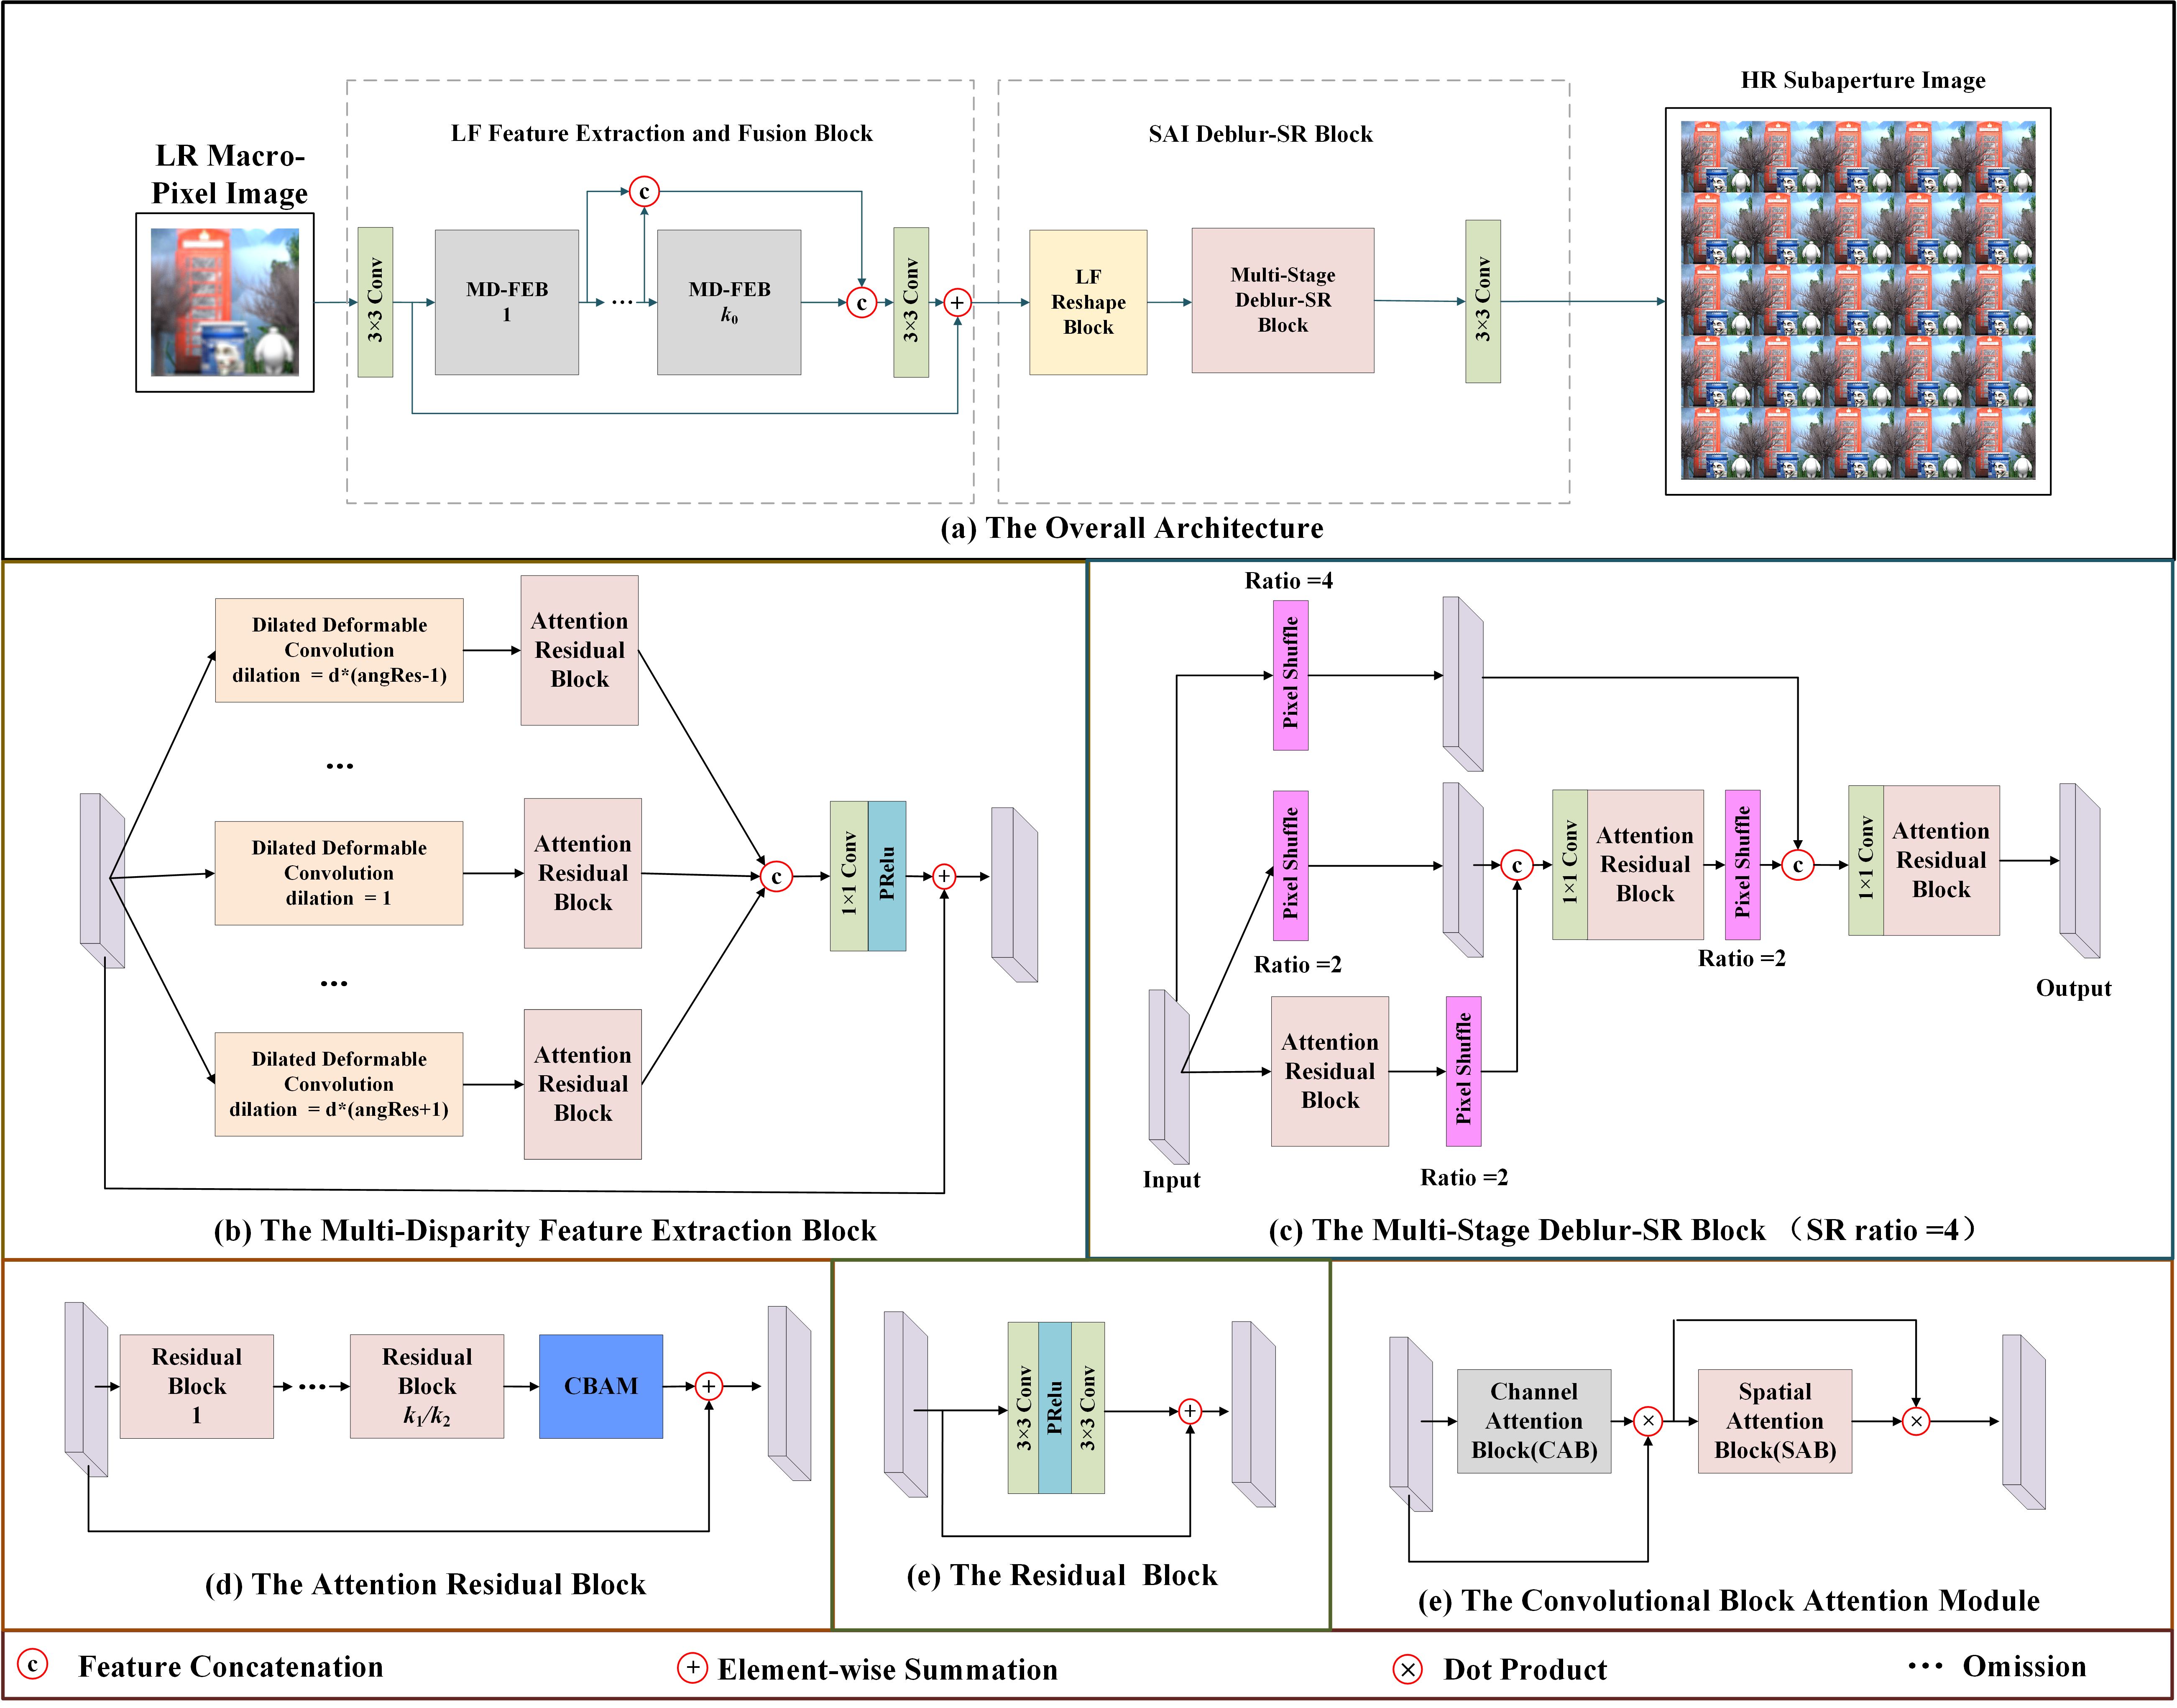 LR Macro-
Pixel Image
LF Feature Extraction and Fusion Block
c
3×3 Conv
MD-FEB
1
...
MD-FEB
k0
c
3×3 Conv
+
SAI Deblur-SR Block
LF
Reshape
Block
Multi-Stage
Deblur-SR
Block
3×3 Conv
HR Subaperture Image
(a) The Overall Architecture
Dilated Deformable
Convolution
dilation = d*(angRes-1)
Attention
Residual
Block
...
Dilated Deformable
Convolution
dilation = 1
Attention
Residual
Block
...
Dilated Deformable
Convolution
dilation = d*(angRes+1)
Attention
Residual
Block
c
1×1 Conv
PRelu
+
(b) The Multi-Disparity Feature Extraction Block
Ratio =4
Pixel Shuffle
Pixel Shuffle
Ratio =2
Input
Attention
Residual
Block
Pixel Shuffle
Ratio =2
c
1×1 Conv
Attention
Residual
Block
Pixel Shuffle
Ratio =2
c
1×1 Conv
Attention
Residual
Block
Output
(c) The Multi-Stage Deblur-SR Block （SR ratio =4）
Residual
Block
1
...
Residual
Block
k1/k2
CBAM
+
(d) The Attention Residual Block
3×3 Conv
PRelu
3×3 Conv
+
(e) The Residual Block
Channel
Attention
Block(CAB)
×
Spatial
Attention
Block(SAB)
×
(e) The Convolutional Block Attention Module
c Feature Concatenation
+ Element-wise Summation
× Dot Product
... Omission